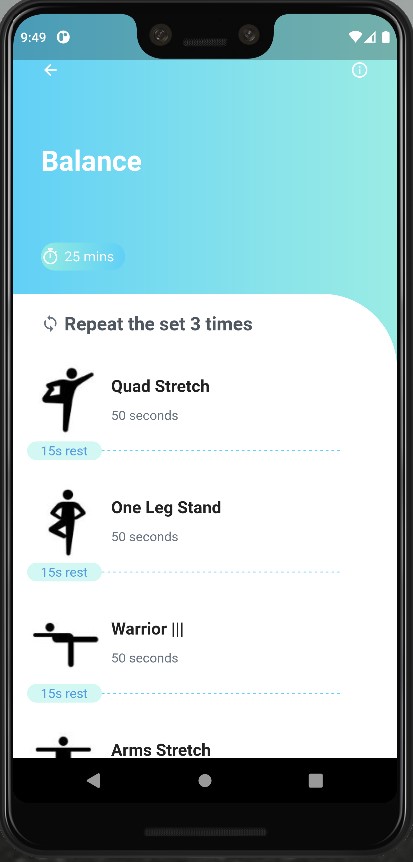 9:49
Balance
25 mins
Repeat the set 3 times
Quad Stretch
50 seconds
15s rest
One Leg Stand
50 seconds
15s rest
Warrior |||
50 seconds
15s rest
Arms Stretch